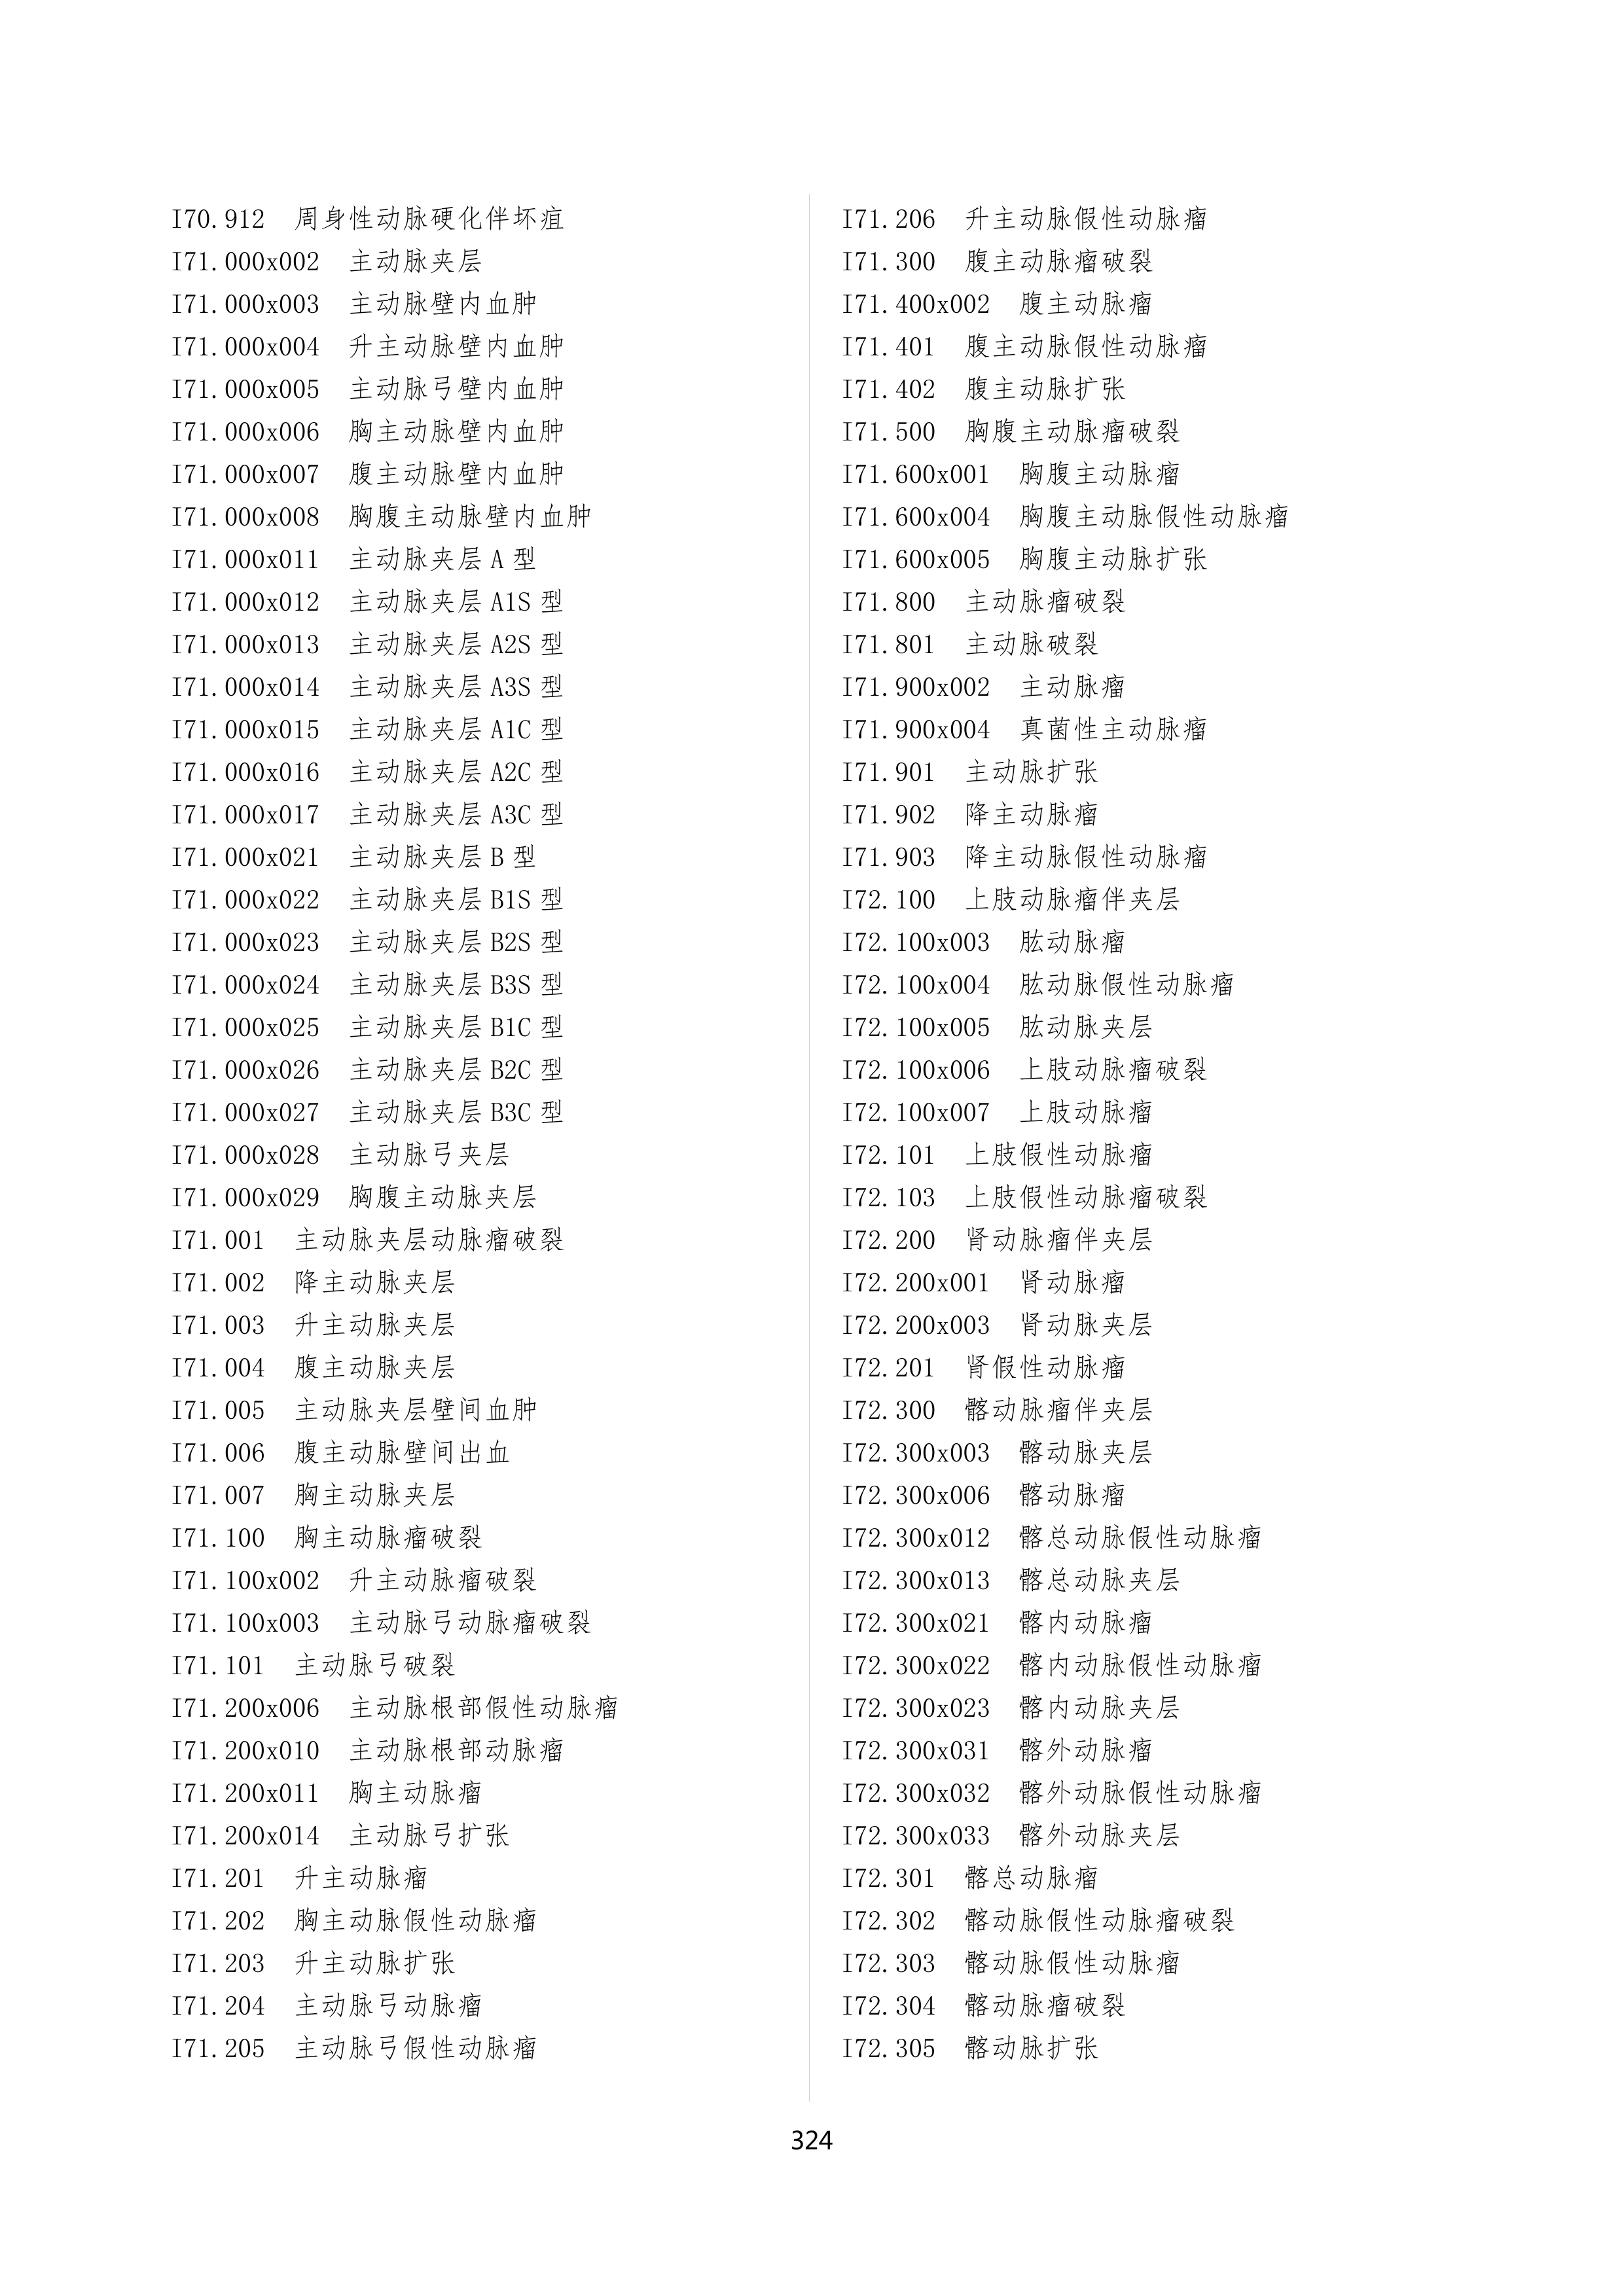 I70.912 周身性动脉硬化伴坏疽
I71.000x002 主动脉夹层
I71.000x003 主动脉壁内血肿
I71.000x004 升主动脉壁内血肿
I71.000x005 主动脉弓壁内血肿
I71.000x006 胸主动脉壁内血肿
I71.000x007 腹主动脉壁内血肿
I71.000x008 胸腹主动脉壁内血肿
I71.000x011 主动脉夹层 A 型
I71.000x012 主动脉夹层 A1S 型
I71.000x013 主动脉夹层 A2S 型
I71.000x014 主动脉夹层 A3S 型
I71.000x015 主动脉夹层 A1C 型
I71.000x016 主动脉夹层 A2C 型
I71.000x017 主动脉夹层 A3C 型
I71.000x021 主动脉夹层 B 型
I71.000x022 主动脉夹层 B1S 型
I71.000x023 主动脉夹层 B2S 型
I71.000x024 主动脉夹层 B3S 型
I71.000x025 主动脉夹层 B1C 型
I71.000x026 主动脉夹层 B2C 型
I71.000x027 主动脉夹层 B3C 型
I71.000x028 主动脉弓夹层
I71.000x029 胸腹主动脉夹层
I71.001 主动脉夹层动脉瘤破裂
I71.002 降主动脉夹层
I71.003 升主动脉夹层
I71.004 腹主动脉夹层
I71.005 主动脉夹层壁间血肿
I71.006 腹主动脉壁间出血
I71.007 胸主动脉夹层
I71.100 胸主动脉瘤破裂
I71.100x002 升主动脉瘤破裂
I71.100x003 主动脉弓动脉瘤破裂
I71.101 主动脉弓破裂
I71.200x006 主动脉根部假性动脉瘤
I71.200x010 主动脉根部动脉瘤
I71.200x011 胸主动脉瘤
I71.200x014 主动脉弓扩张
I71.201 升主动脉瘤
I71.202 胸主动脉假性动脉瘤
I71.203 升主动脉扩张
I71.204 主动脉弓动脉瘤
I71.205 主动脉弓假性动脉瘤
I71.206 升主动脉假性动脉瘤
I71.300 腹主动脉瘤破裂
I71.400x002 腹主动脉瘤
I71.401 腹主动脉假性动脉瘤
I71.402 腹主动脉扩张
I71.500 胸腹主动脉瘤破裂
I71.600x001 胸腹主动脉瘤
I71.600x004 胸腹主动脉假性动脉瘤
I71.600x005 胸腹主动脉扩张
I71.800 主动脉瘤破裂
I71.801 主动脉破裂
I71.900x002 主动脉瘤
I71.900x004 真菌性主动脉瘤
I71.901 主动脉扩张
I71.902 降主动脉瘤
I71.903 降主动脉假性动脉瘤
I72.100 上肢动脉瘤伴夹层
I72.100x003 肱动脉瘤
I72.100x004 肱动脉假性动脉瘤
I72.100x005 肱动脉夹层
I72.100x006 上肢动脉瘤破裂
I72.100x007 上肢动脉瘤
I72.101 上肢假性动脉瘤
I72.103 上肢假性动脉瘤破裂
I72.200 肾动脉瘤伴夹层
I72.200x001 肾动脉瘤
I72.200x003 肾动脉夹层
I72.201 肾假性动脉瘤
I72.300 髂动脉瘤伴夹层
I72.300x003 髂动脉夹层
I72.300x006 髂动脉瘤
I72.300x012 髂总动脉假性动脉瘤
I72.300x013 髂总动脉夹层
I72.300x021 髂内动脉瘤
I72.300x022 髂内动脉假性动脉瘤
I72.300x023 髂内动脉夹层
I72.300x031 髂外动脉瘤
I72.300x032 髂外动脉假性动脉瘤
I72.300x033 髂外动脉夹层
I72.301 髂总动脉瘤
I72.302 髂动脉假性动脉瘤破裂
I72.303 髂动脉假性动脉瘤
I72.304 髂动脉瘤破裂
I72.305 髂动脉扩张
324